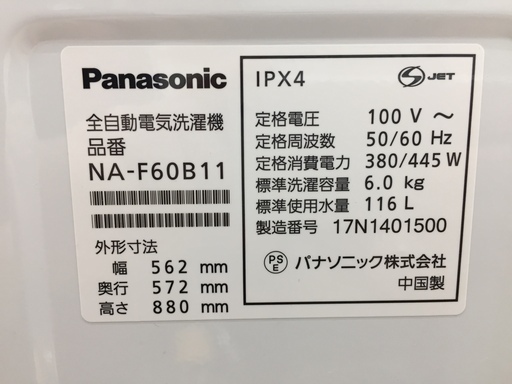 Panasonic
全自動電気洗濯機
品番
NA-F60B11
外形寸法
幅 562 mm
奥行 572 mm
高さ 880 mm
IPX4
S JET
定格電圧 100 V ～
定格周波数 50/60 Hz
定格消費電力 380/445 W
標準洗濯容量 6.0 kg
標準使用水量 116 L
製造番号 17N1401500
PS E パナソニック株式会社
中国製